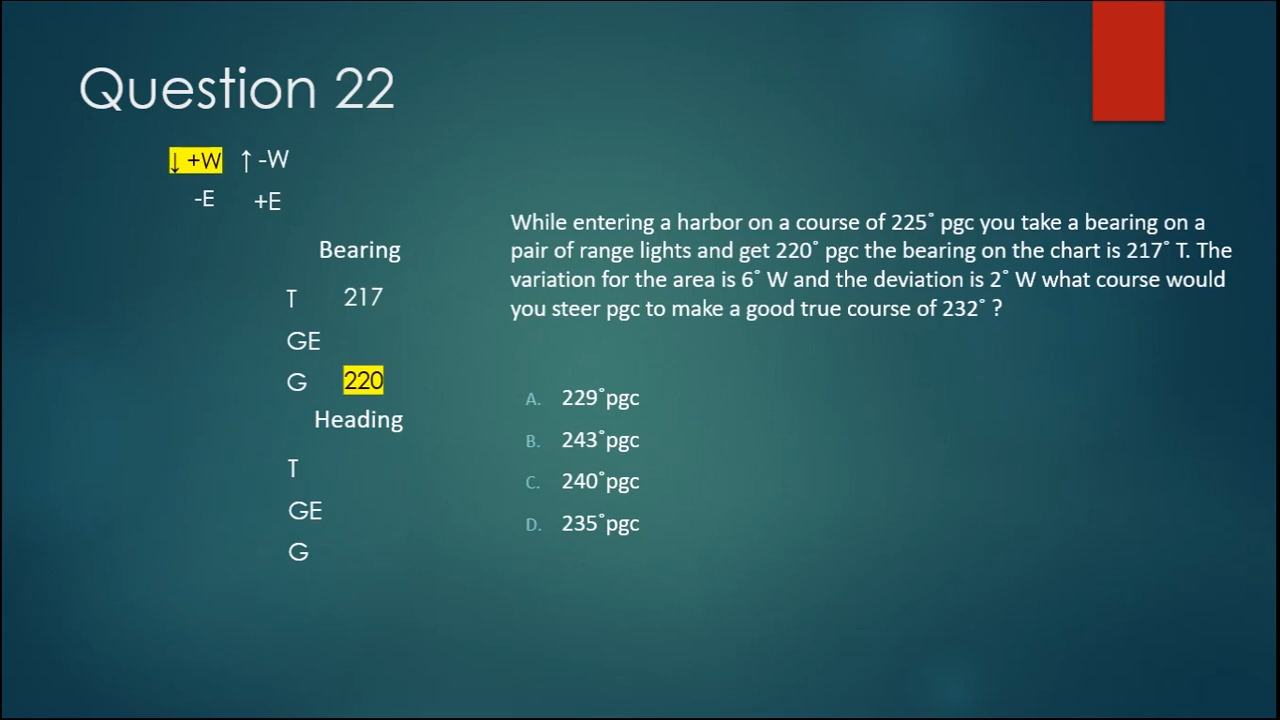 Question 22
↓ +W ↑ -W
-E +E
Bearing
T 217
GE
G 220
Heading
T
GE
G
While entering a harbor on a course of 225˚ pgc you take a bearing on a
pair of range lights and get 220˚ pgc the bearing on the chart is 217˚ T. The
variation for the area is 6˚ W and the deviation is 2˚ W what course would
you steer pgc to make a good true course of 232˚ ?
A. 229˚pgc
B. 243˚pgc
C. 240˚pgc
D. 235˚pgc